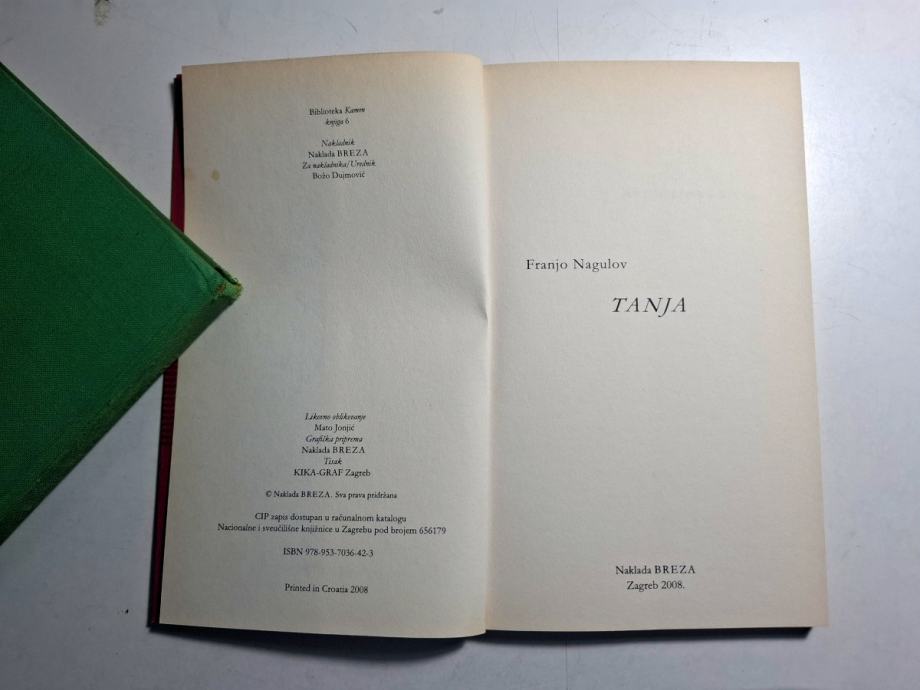 Biblioteka Kamen
knjiga 6
Nakladnik
Naklada BREZA
Za nakladnika/Urednik
Božo Dujmović
Likovno oblikovanje
Mato Jonjić
Grafička priprema
Naklada BREZA
Tisak
KIKA-GRAF Zagreb
© Naklada BREZA. Sva prava pridržana
CIP zapis dostupan u računalnom katalogu
Nacionalne i sveučilišne knjižnice u Zagrebu pod brojem 656179
ISBN 978-953-7036-42-3
Printed in Croatia 2008
Franjo Nagulov
TANJA
Naklada BREZA
Zagreb 2008.